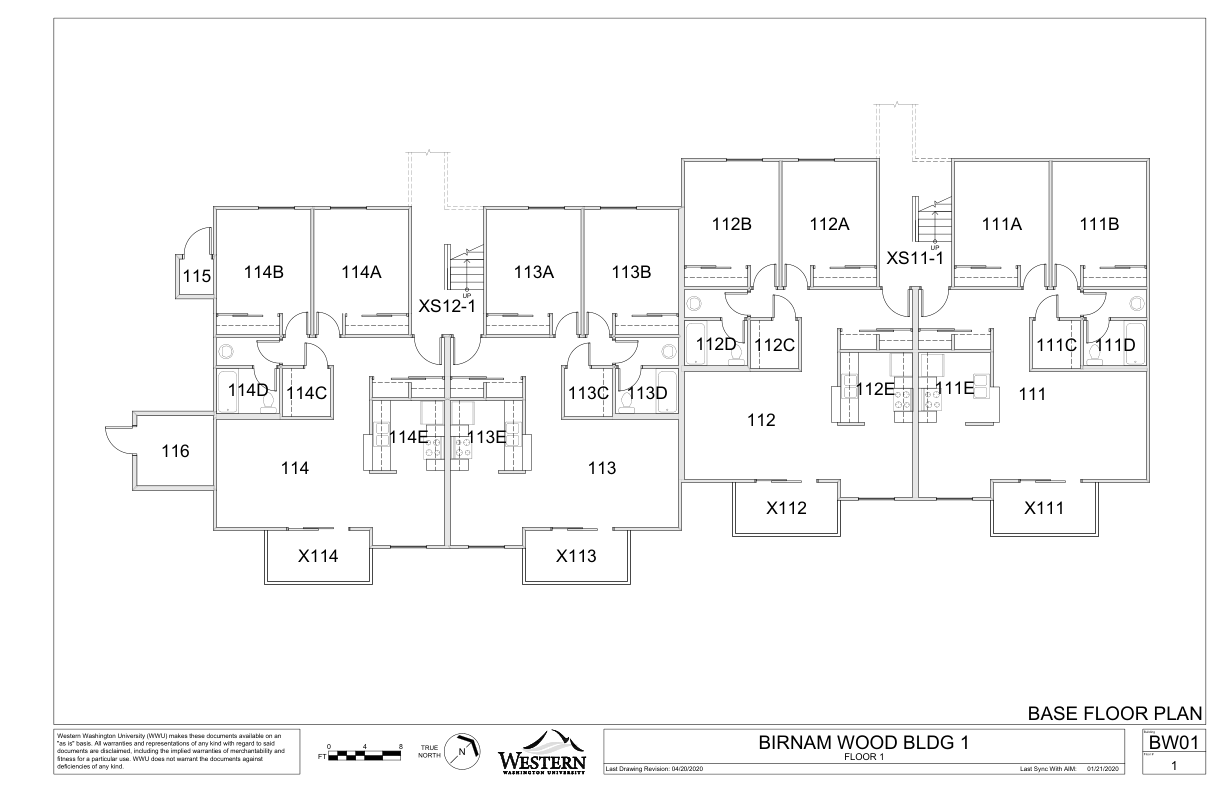 112B
112A
111A
111B
UP
XS11-1
115
114B
114A
113A
113B
UP
XS12-1
112D
112C
111C
111D
114D
114C
113C
113D
112E
111E
111
112
114E
113E
116
114
113
X112
X111
X114
X113
BASE FLOOR PLAN
Western Washington University (WWU) makes these documents available on an
"as is" basis. All warranties and representations of any kind with regard to said
documents are disclaimed, including the implied warranties of merchantability and
fitness for a particular use. WWU does not warrant the documents against
deficiencies of any kind.
0 4 8
FT
TRUE
NORTH
N
WESTERN
WASHINGTON UNIVERSITY
BIRNAM WOOD BLDG 1
FLOOR 1
Last Drawing Revision: 04/20/2020
Last Sync With AIM: 01/21/2020
BW01
1